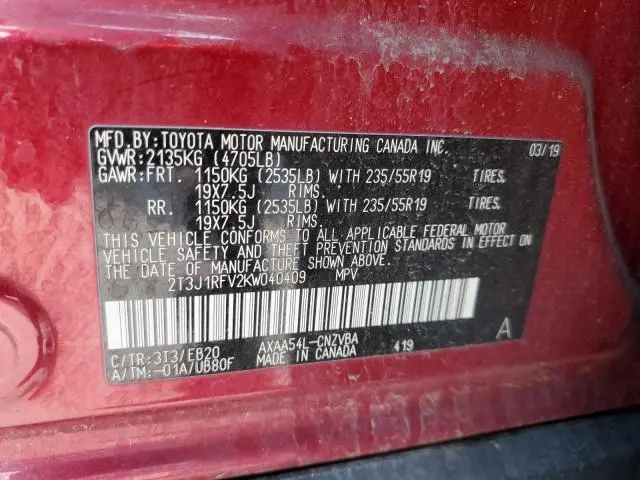 MFD.BY:TOYOTA MOTOR MANUFACTURING CANADA INC. 03/19
GVWR:2135KG (4705LB)
GAWR:FRT. 1150KG (2535LB) WITH 235/55R19 TIRES,
19X7.5J RIMS,
RR. 1150KG (2535LB) WITH 235/55R19 TIRES,
19X7.5J RIMS.
THIS VEHICLE CONFORMS TO ALL APPLICABLE FEDERAL MOTOR
VEHICLE SAFETY AND THEFT PREVENTION STANDARDS IN EFFECT ON
THE DATE OF MANUFACTURE SHOWN ABOVE.
2T3J1RFV2KW040409 MPV
C/TR:3T3/EB20 AXAA54L-CNZVBA 419 A
A/TM:-01A/UB80F